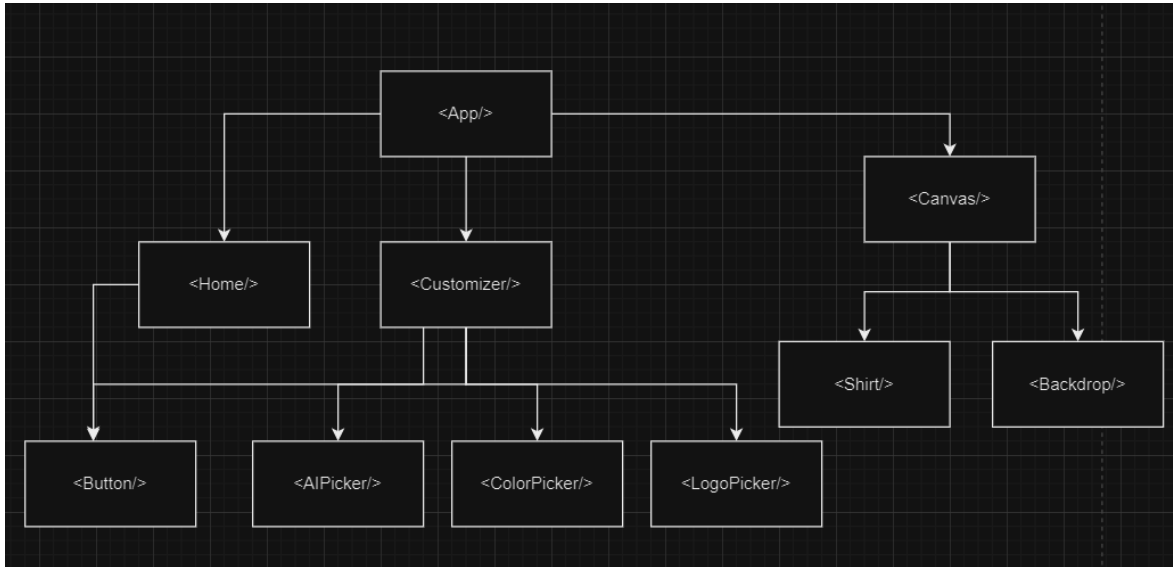 <App/>
<Canvas/>
<Home/>
<Customizer/>
<Shirt/>
<Backdrop/>
<Button/>
<AIPicker/>
<ColorPicker/>
<LogoPicker/>